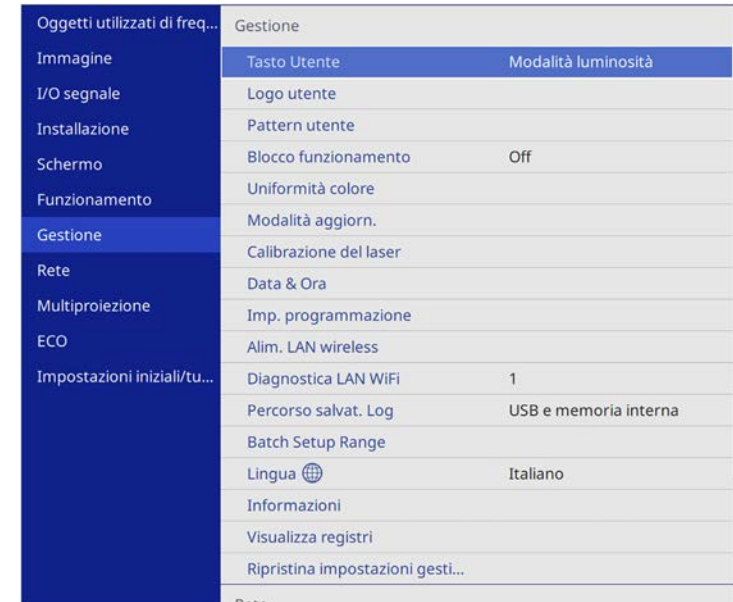 Oggetti utilizzati di freq...
Immagine
I/O segnale
Installazione
Schermo
Funzionamento
Gestione
Rete
Multiproiezione
ECO
Impostazioni iniziali/tu...
Gestione
Tasto Utente Modalità luminosità
Logo utente
Pattern utente
Blocco funzionamento Off
Uniformità colore
Modalità aggiorn.
Calibrazione del laser
Data & Ora
Imp. programmazione
Alim. LAN wireless
Diagnostica LAN WiFi 1
Percorso salvat. Log USB e memoria interna
Batch Setup Range
Lingua Italiano
Informazioni
Visualizza registri
Ripristina impostazioni gesti...